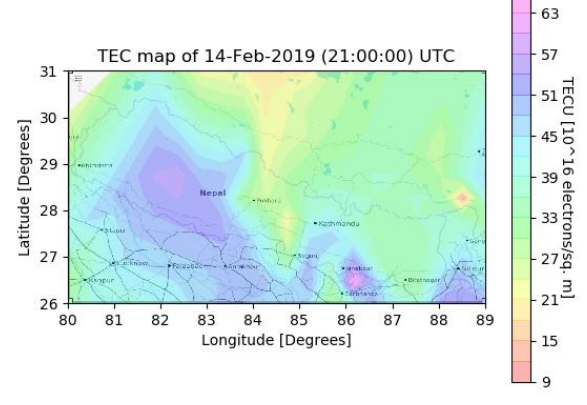 TEC map of 14-Feb-2019 (21:00:00) UTC
31
30
29
28
27
26
Latitude [Degrees]
Nepal
Kathmandu
80 81 82 83 84 85 86 87 88 89
Longitude [Degrees]
63
57
51
45
39
33
27
21
15
9
TECU [10^16 electrons/sq. m]